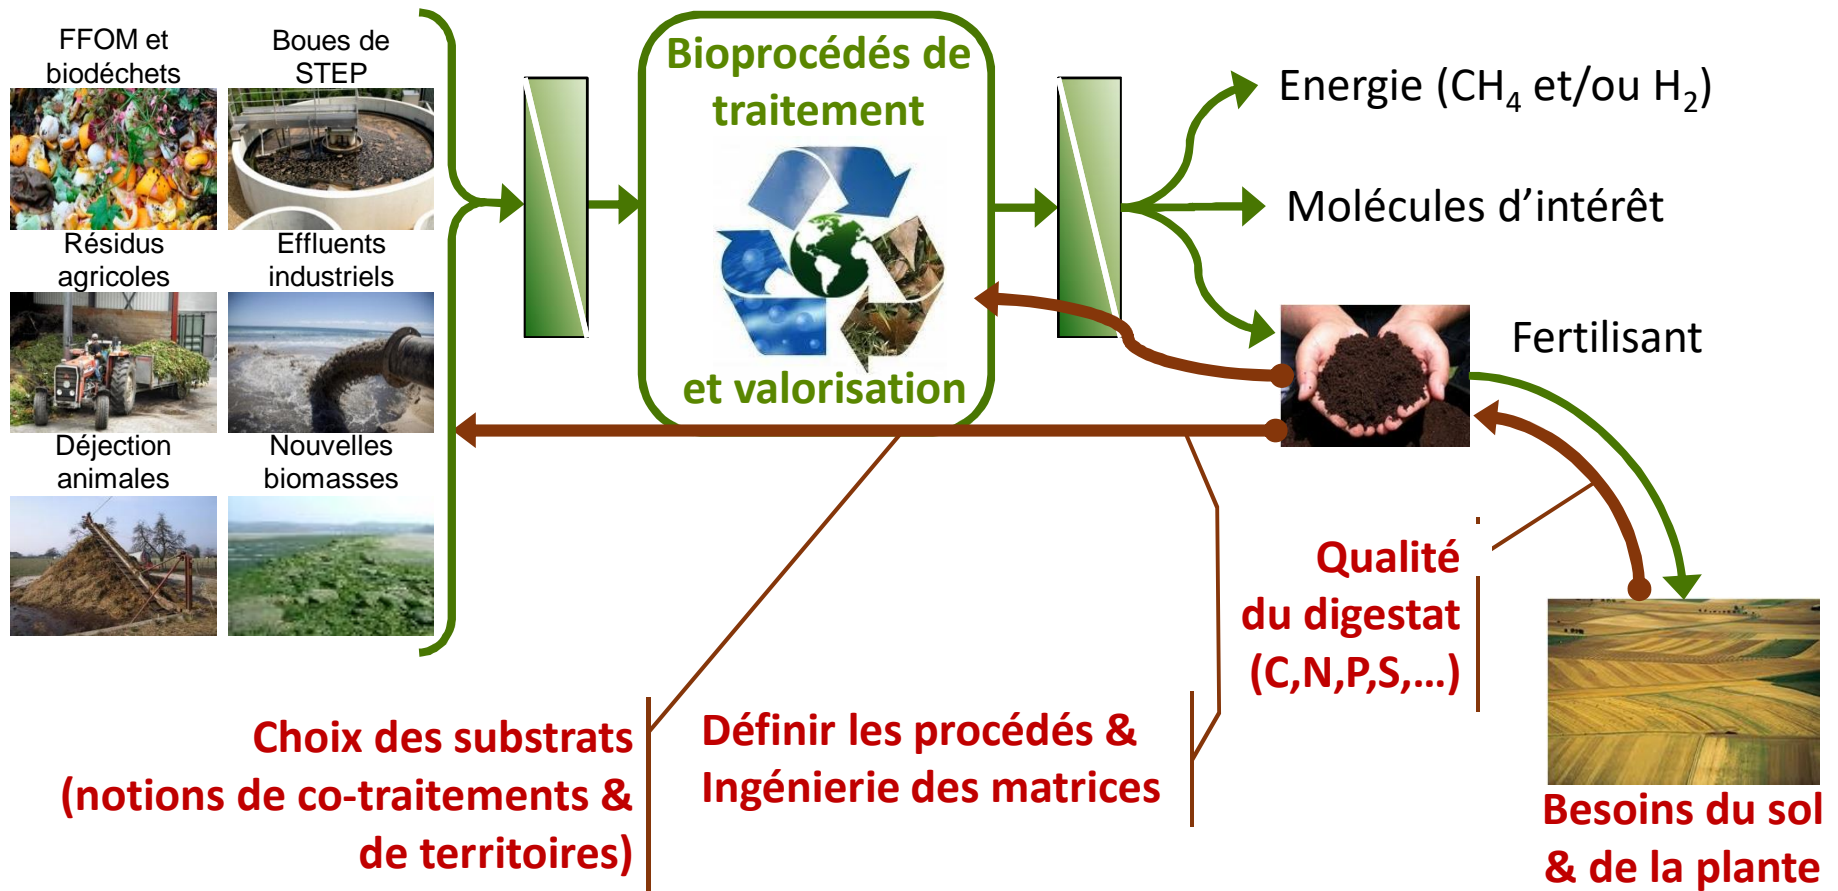 FFOM et
biodéchets
Boues de
STEP
Résidus
agricoles
Effluents
industriels
Déjection
animales
Nouvelles
biomasses
Bioprocédés de
traitement
et valorisation
Energie (CH₄ et/ou H₂)
Molécules d’intérêt
Fertilisant
Qualité
du digestat
(C,N,P,S,...)
Choix des substrats
(notions de co-traitements &
de territoires)
Définir les procédés &
Ingénierie des matrices
Besoins du sol
& de la plante